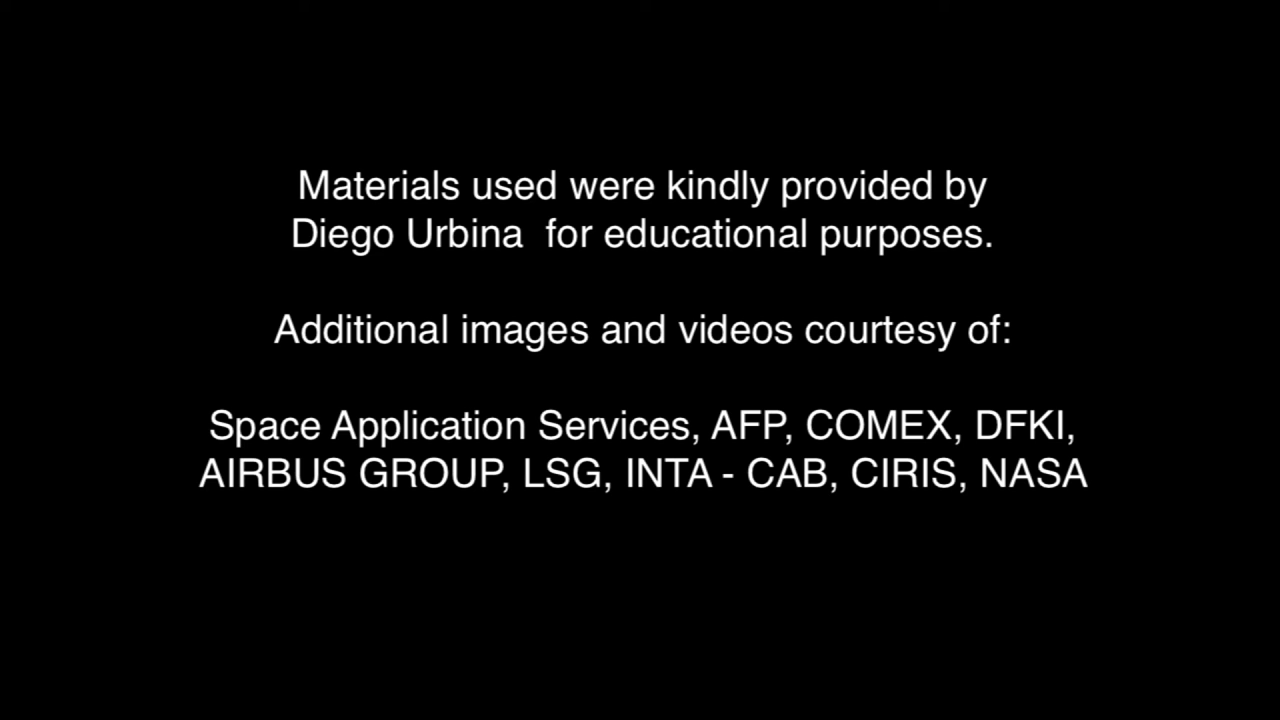 Materials used were kindly provided by
Diego Urbina  for educational purposes.
Additional images and videos courtesy of:
Space Application Services, AFP, COMEX, DFKI,
AIRBUS GROUP, LSG, INTA - CAB, CIRIS, NASA